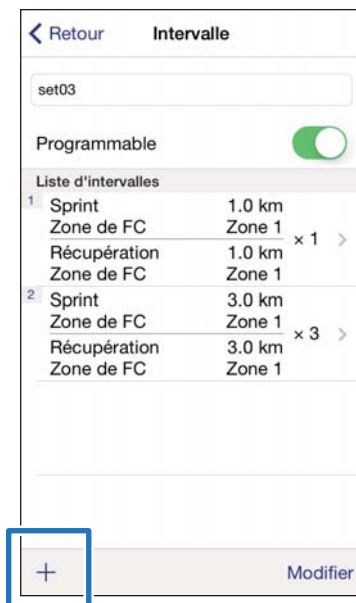 Retour Intervalle
set03
Programmable
Liste d'intervalles
1 Sprint 1.0 km
Zone de FC Zone 1
× 1
Récupération 1.0 km
Zone de FC Zone 1
2 Sprint 3.0 km
Zone de FC Zone 1
× 3
Récupération 3.0 km
Zone de FC Zone 1
+ Modifier